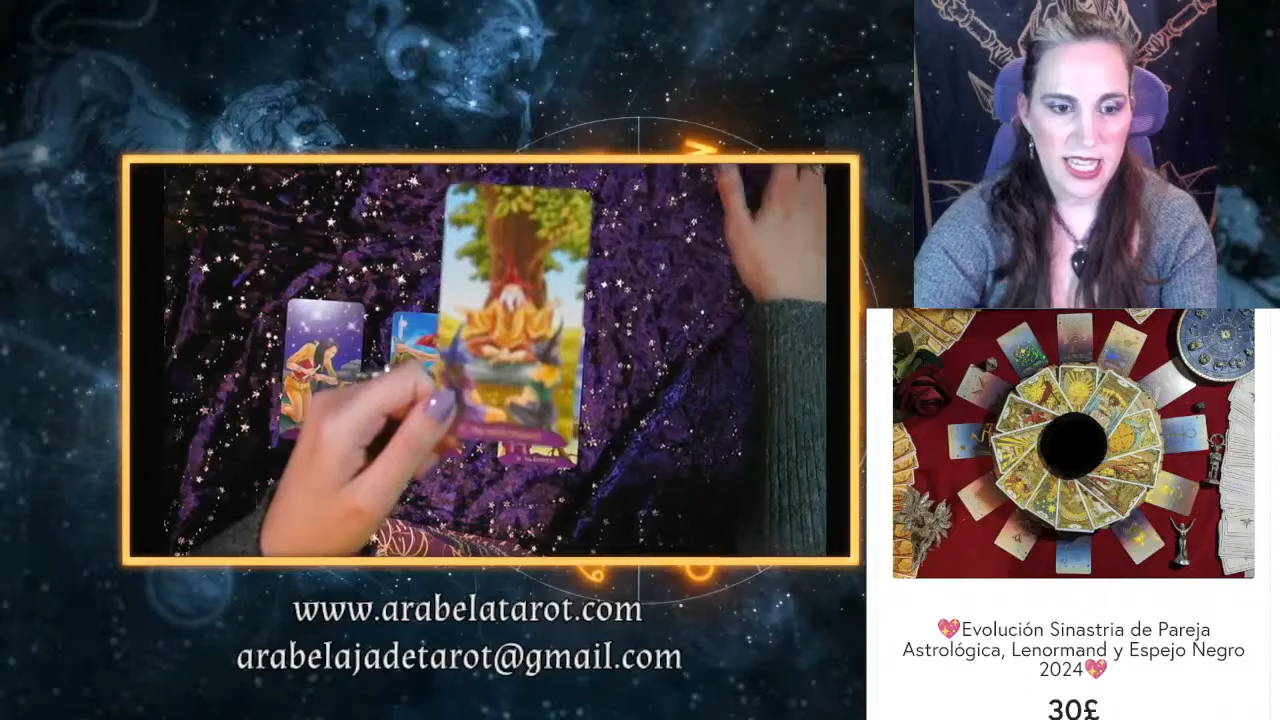 www.arabelatarot.com
arabelajadetarot@gmail.com
💖Evolución Sinastria de Pareja
Astrológica, Lenormand y Espejo Negro
2024💖
30£